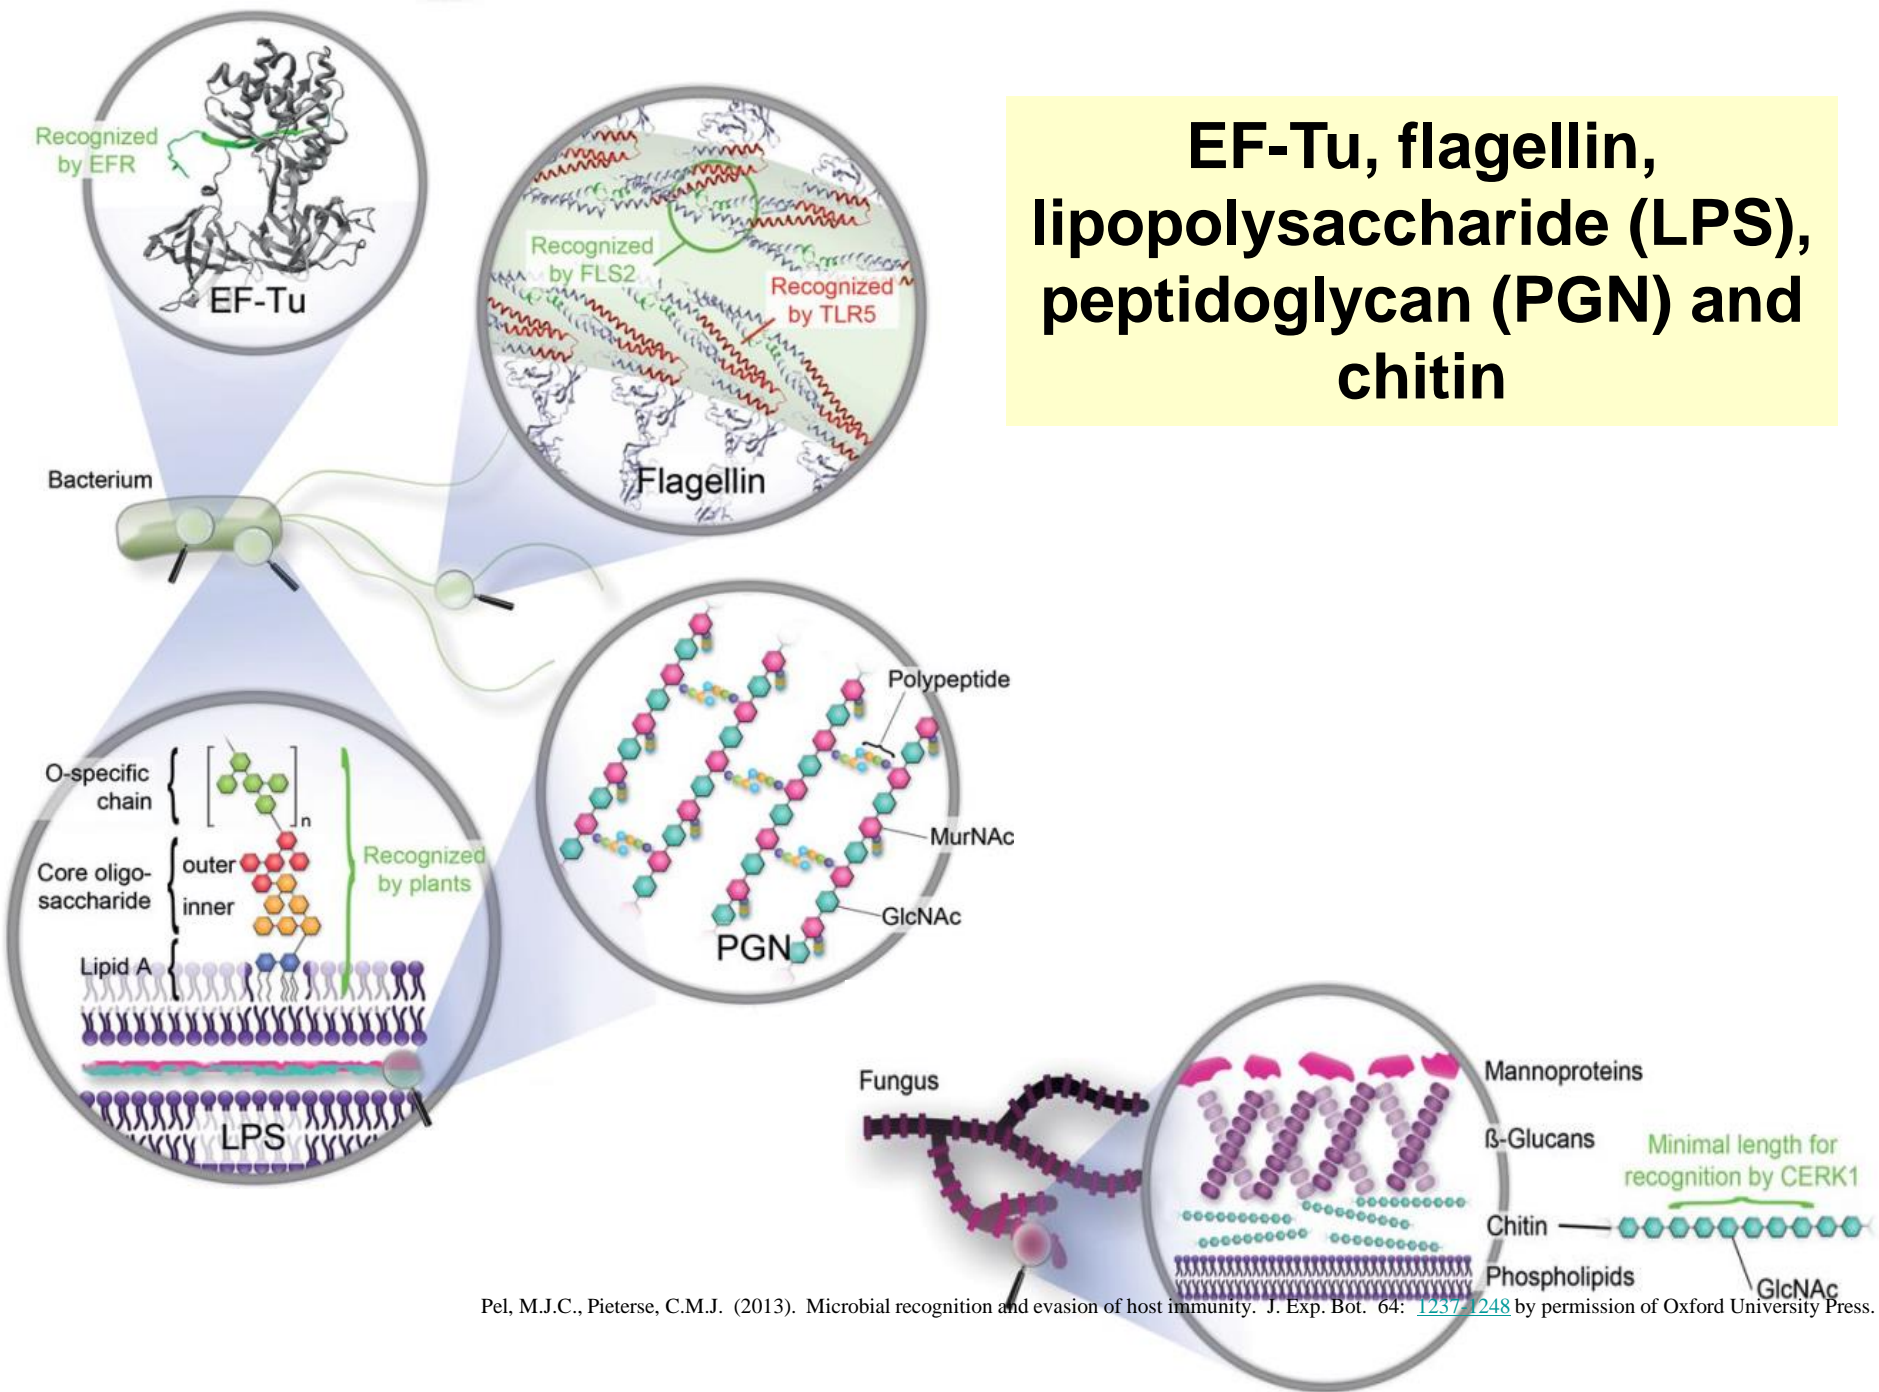 EF-Tu, flagellin,
lipopolysaccharide (LPS),
peptidoglycan (PGN) and
chitin
Recognized
by EFR
EF-Tu
Recognized
by FLS2
Recognized
by TLR5
Flagellin
Bacterium
Polypeptide
MurNAc
GlcNAc
PGN
O-specific
chain
n
Core oligo-
saccharide
outer
inner
Lipid A
Recognized
by plants
LPS
Fungus
Mannoproteins
ß-Glucans
Minimal length for
recognition by CERK1
Chitin
Phospholipids
GlcNAc
Pel, M.J.C., Pieterse, C.M.J. (2013). Microbial recognition and evasion of host immunity. J. Exp. Bot. 64: 1237-1248 by permission of Oxford University Press.